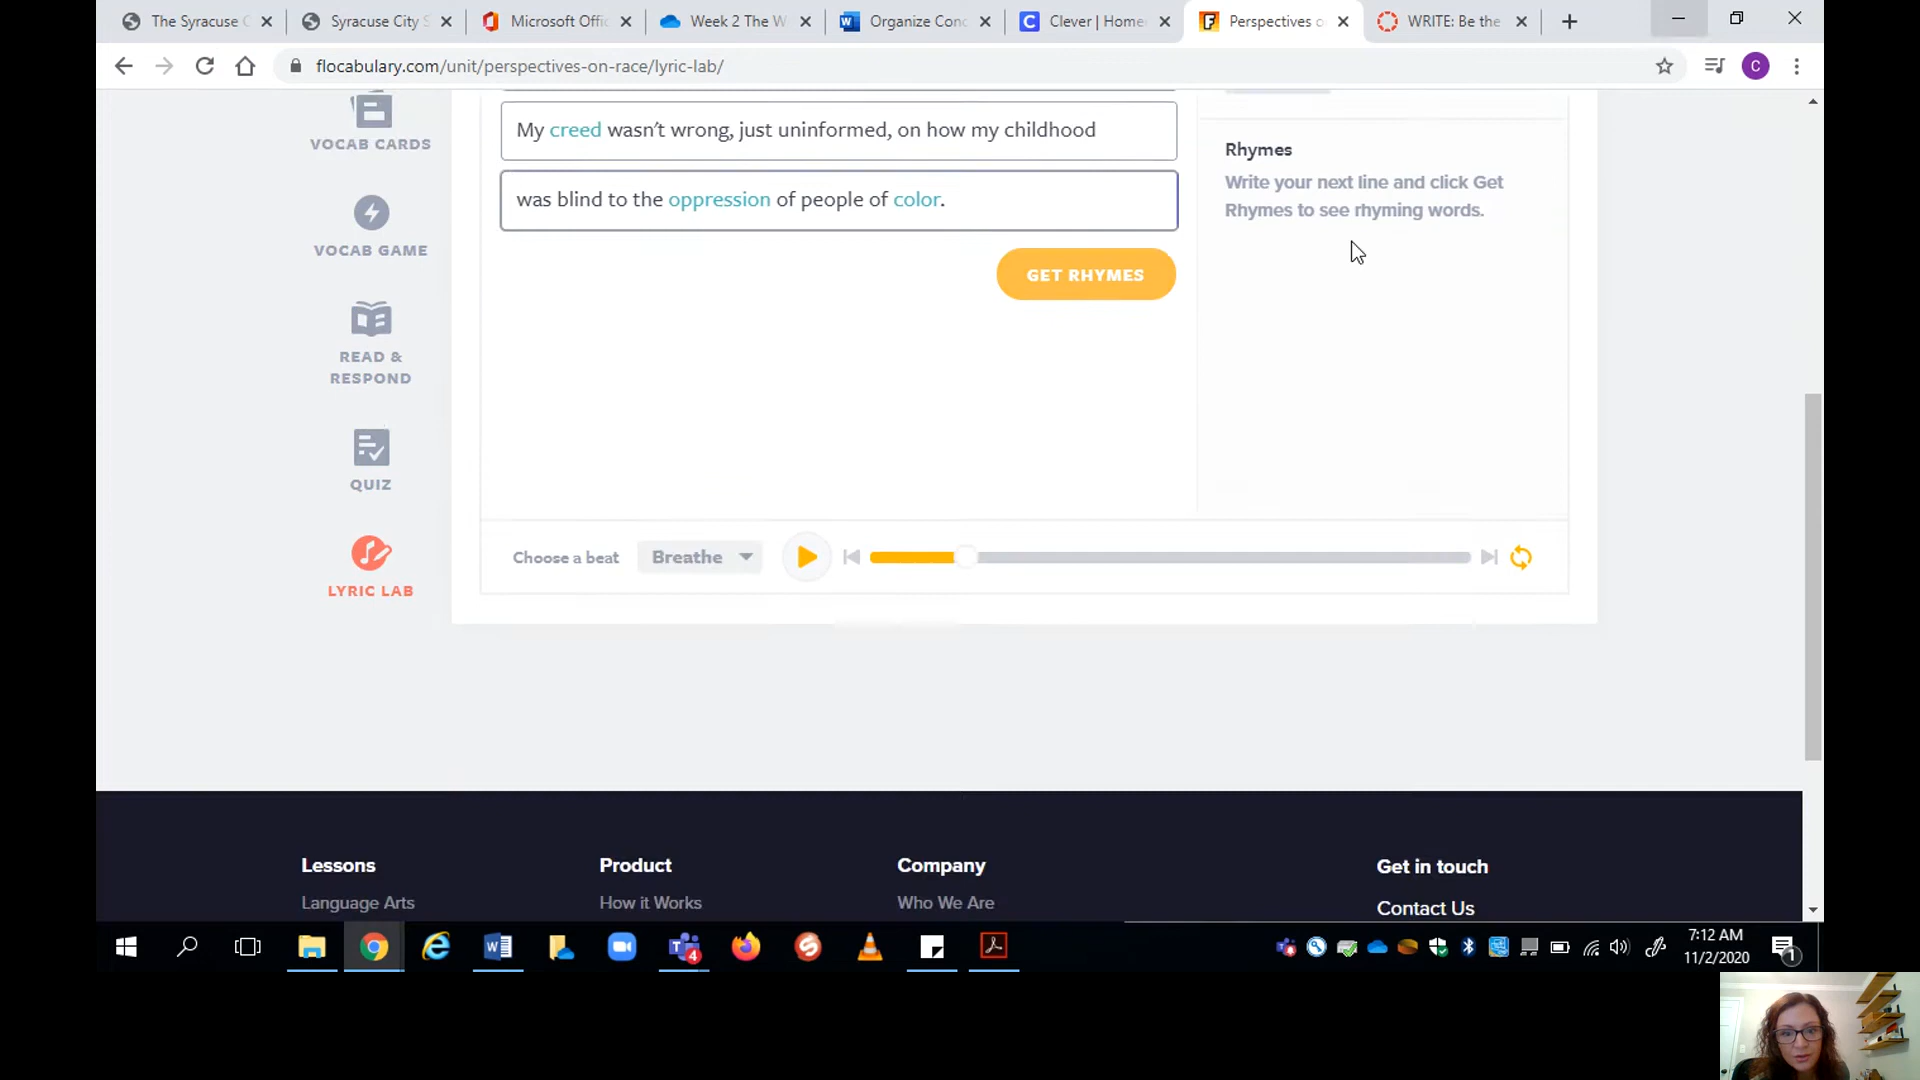 The Syracuse C
Syracuse City S
Microsoft Offic
Week 2 The W
Organize Conc
Clever | Home
Perspectives o
WRITE: Be the
flocabulary.com/unit/perspectives-on-race/lyric-lab/
C
VOCAB CARDS
VOCAB GAME
READ &
RESPOND
QUIZ
LYRIC LAB
My creed wasn't wrong, just uninformed, on how my childhood
was blind to the oppression of people of color.
GET RHYMES
Rhymes
Write your next line and click Get
Rhymes to see rhyming words.
Choose a beat
Breathe
Lessons
Language Arts
Product
How it Works
Company
Who We Are
Get in touch
Contact Us
4
7:12 AM
11/2/2020
1